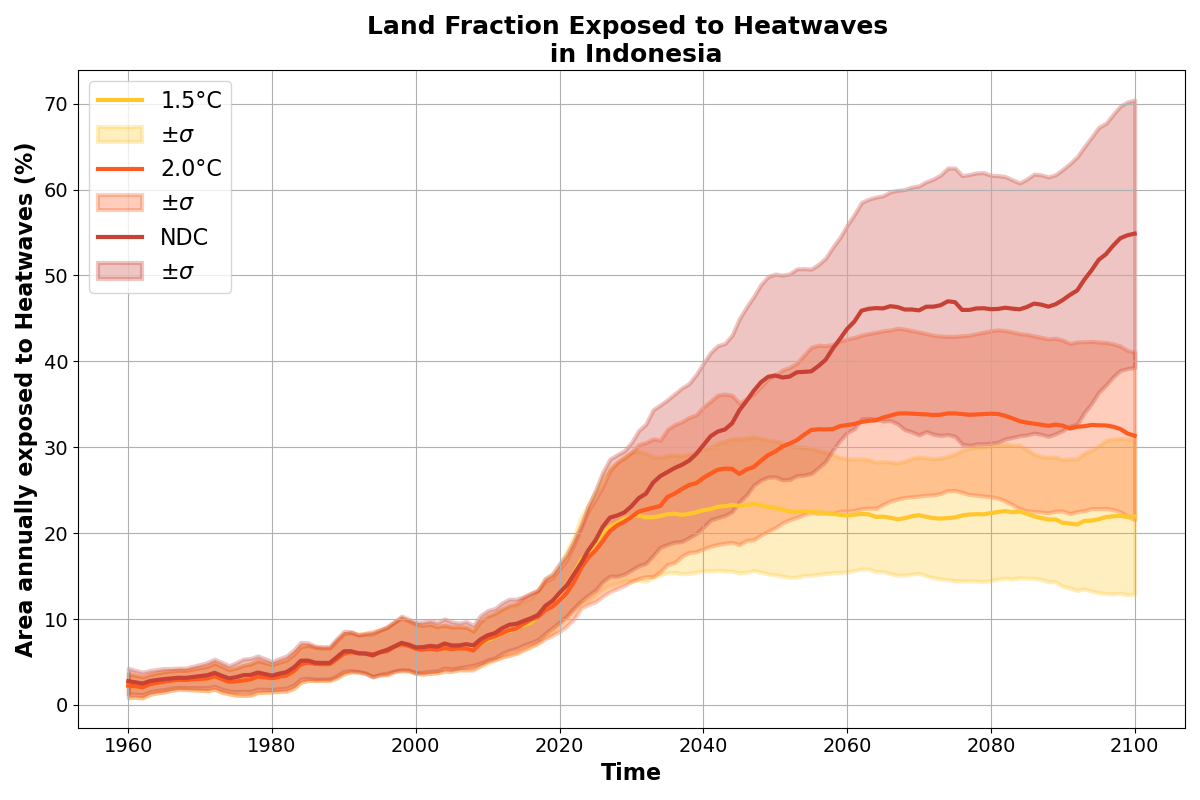 Land Fraction Exposed to Heatwaves
in Indonesia
Area annually exposed to Heatwaves (%)
70
60
50
40
30
20
10
0
1.5°C
±σ
2.0°C
±σ
NDC
±σ
1960 1980 2000 2020 2040 2060 2080 2100
Time